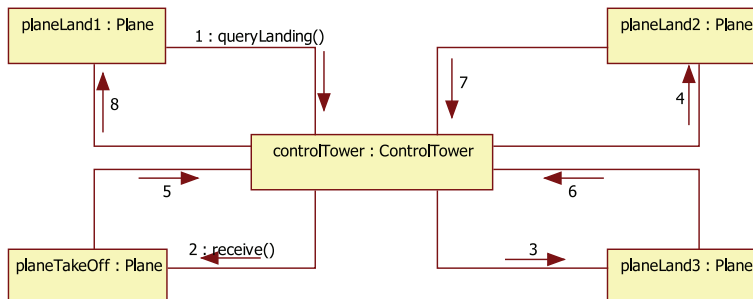 planeLand1 : Plane
planeLand2 : Plane
1 : queryLanding()
7
8
4
controlTower : ControlTower
5
6
2 : receive()
3
planeTakeOff : Plane
planeLand3 : Plane